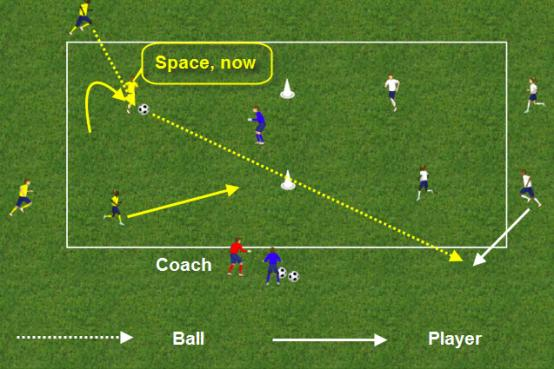 Space, now
Coach
Ball
Player